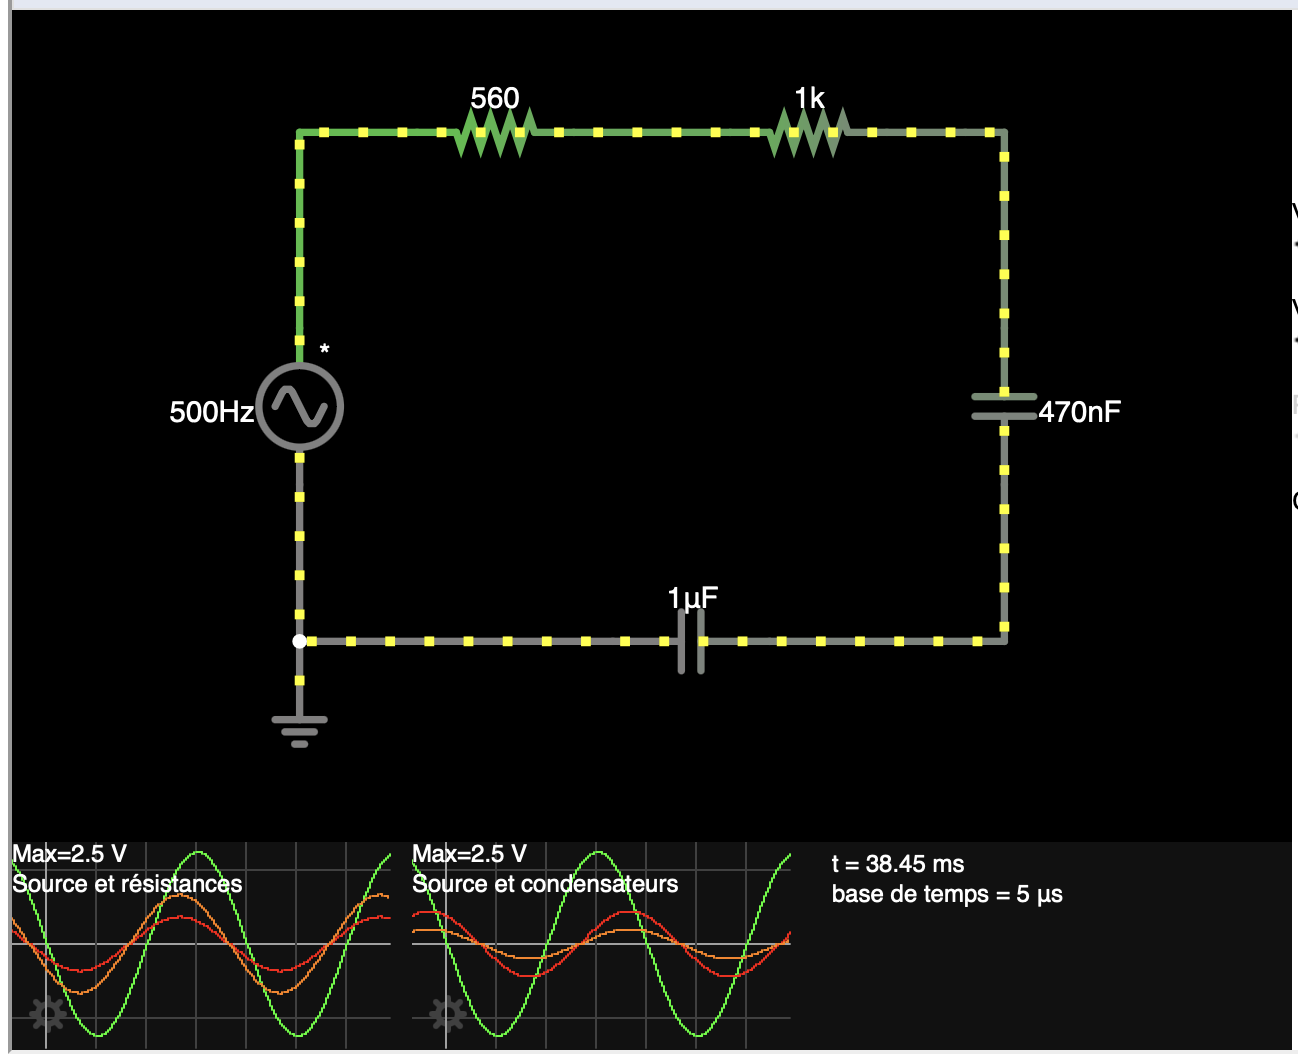 560
1k
*
500Hz
470nF
1µF
Max=2.5 V
Source et résistances
Max=2.5 V
Source et condensateurs
t = 38.45 ms
base de temps = 5 µs